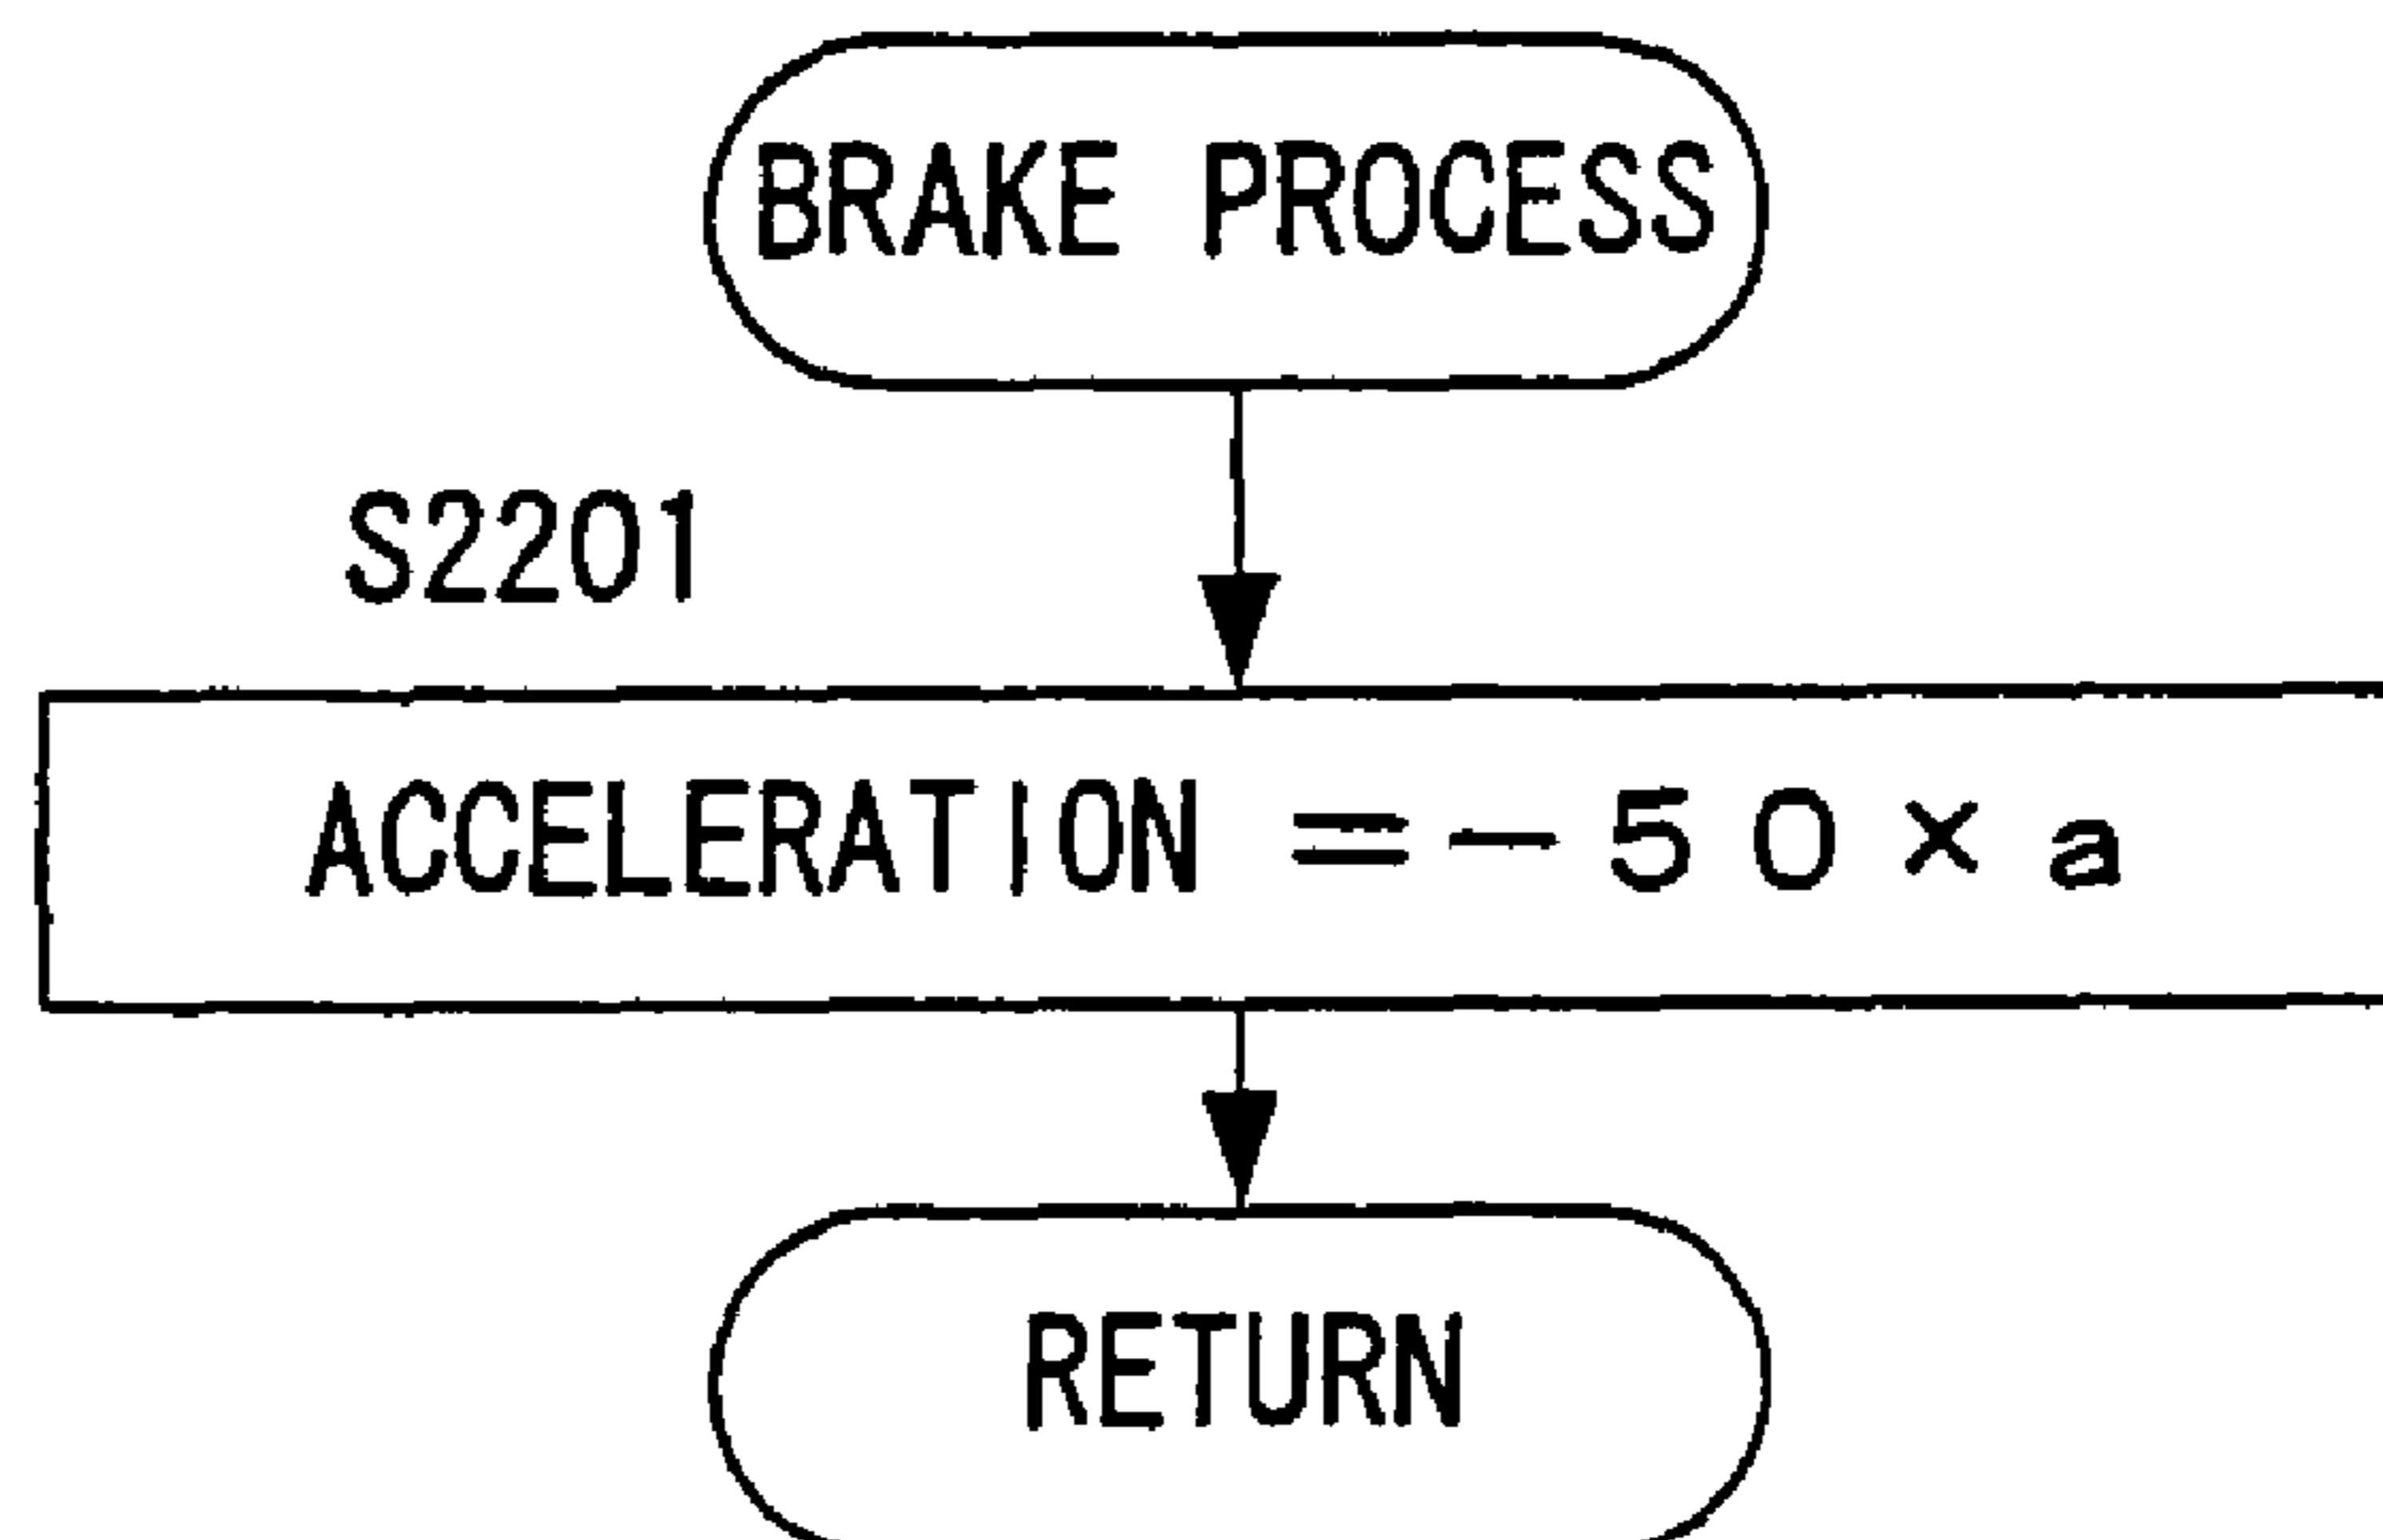 BRAKE PROCESS
S2201
ACCELERATION =-50×a
RETURN